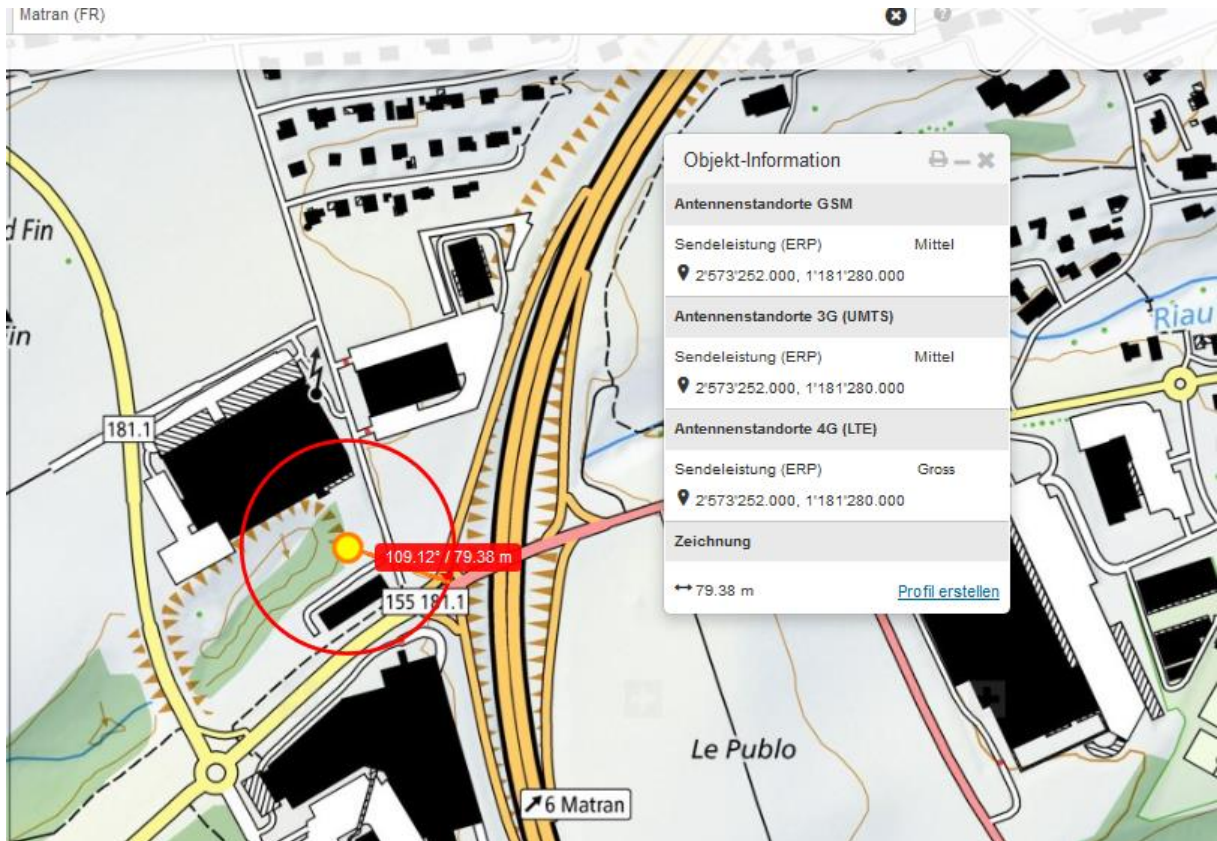 Matran (FR)
d Fin
in
181.1
109.12° / 79.38 m
155 181.1
6 Matran
Le Publo
Riau
Objekt-Information
Antennenstandorte GSM
Sendeleistung (ERP) Mittel
2'573'252.000, 1'181'280.000
Antennenstandorte 3G (UMTS)
Sendeleistung (ERP) Mittel
2'573'252.000, 1'181'280.000
Antennenstandorte 4G (LTE)
Sendeleistung (ERP) Gross
2'573'252.000, 1'181'280.000
Zeichnung
79.38 m Profil erstellen